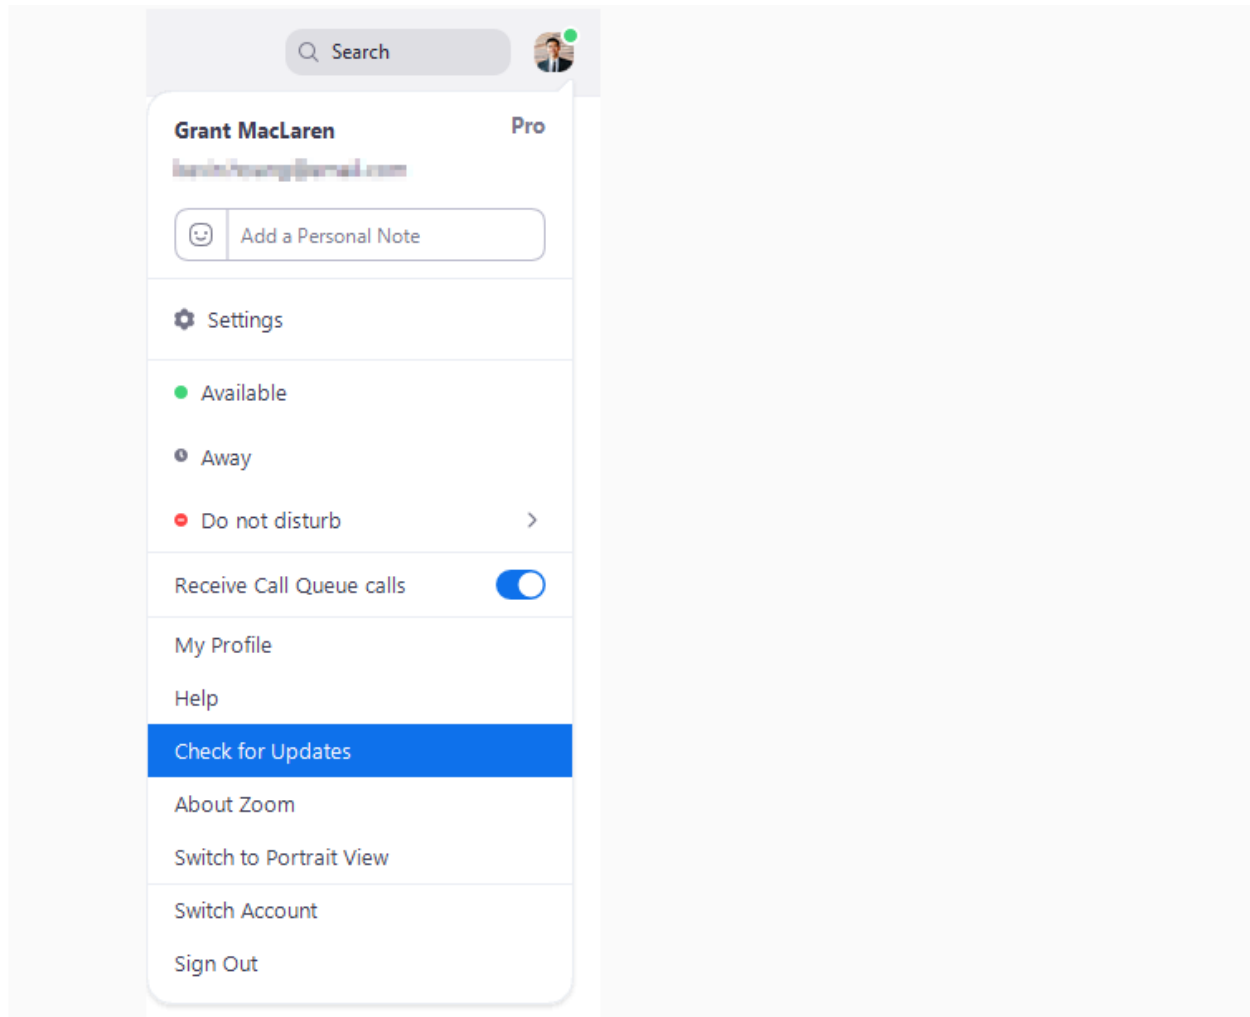 Search
Grant MacLaren
Pro
Add a Personal Note
Settings
Available
Away
Do not disturb
Receive Call Queue calls
My Profile
Help
Check for Updates
About Zoom
Switch to Portrait View
Switch Account
Sign Out